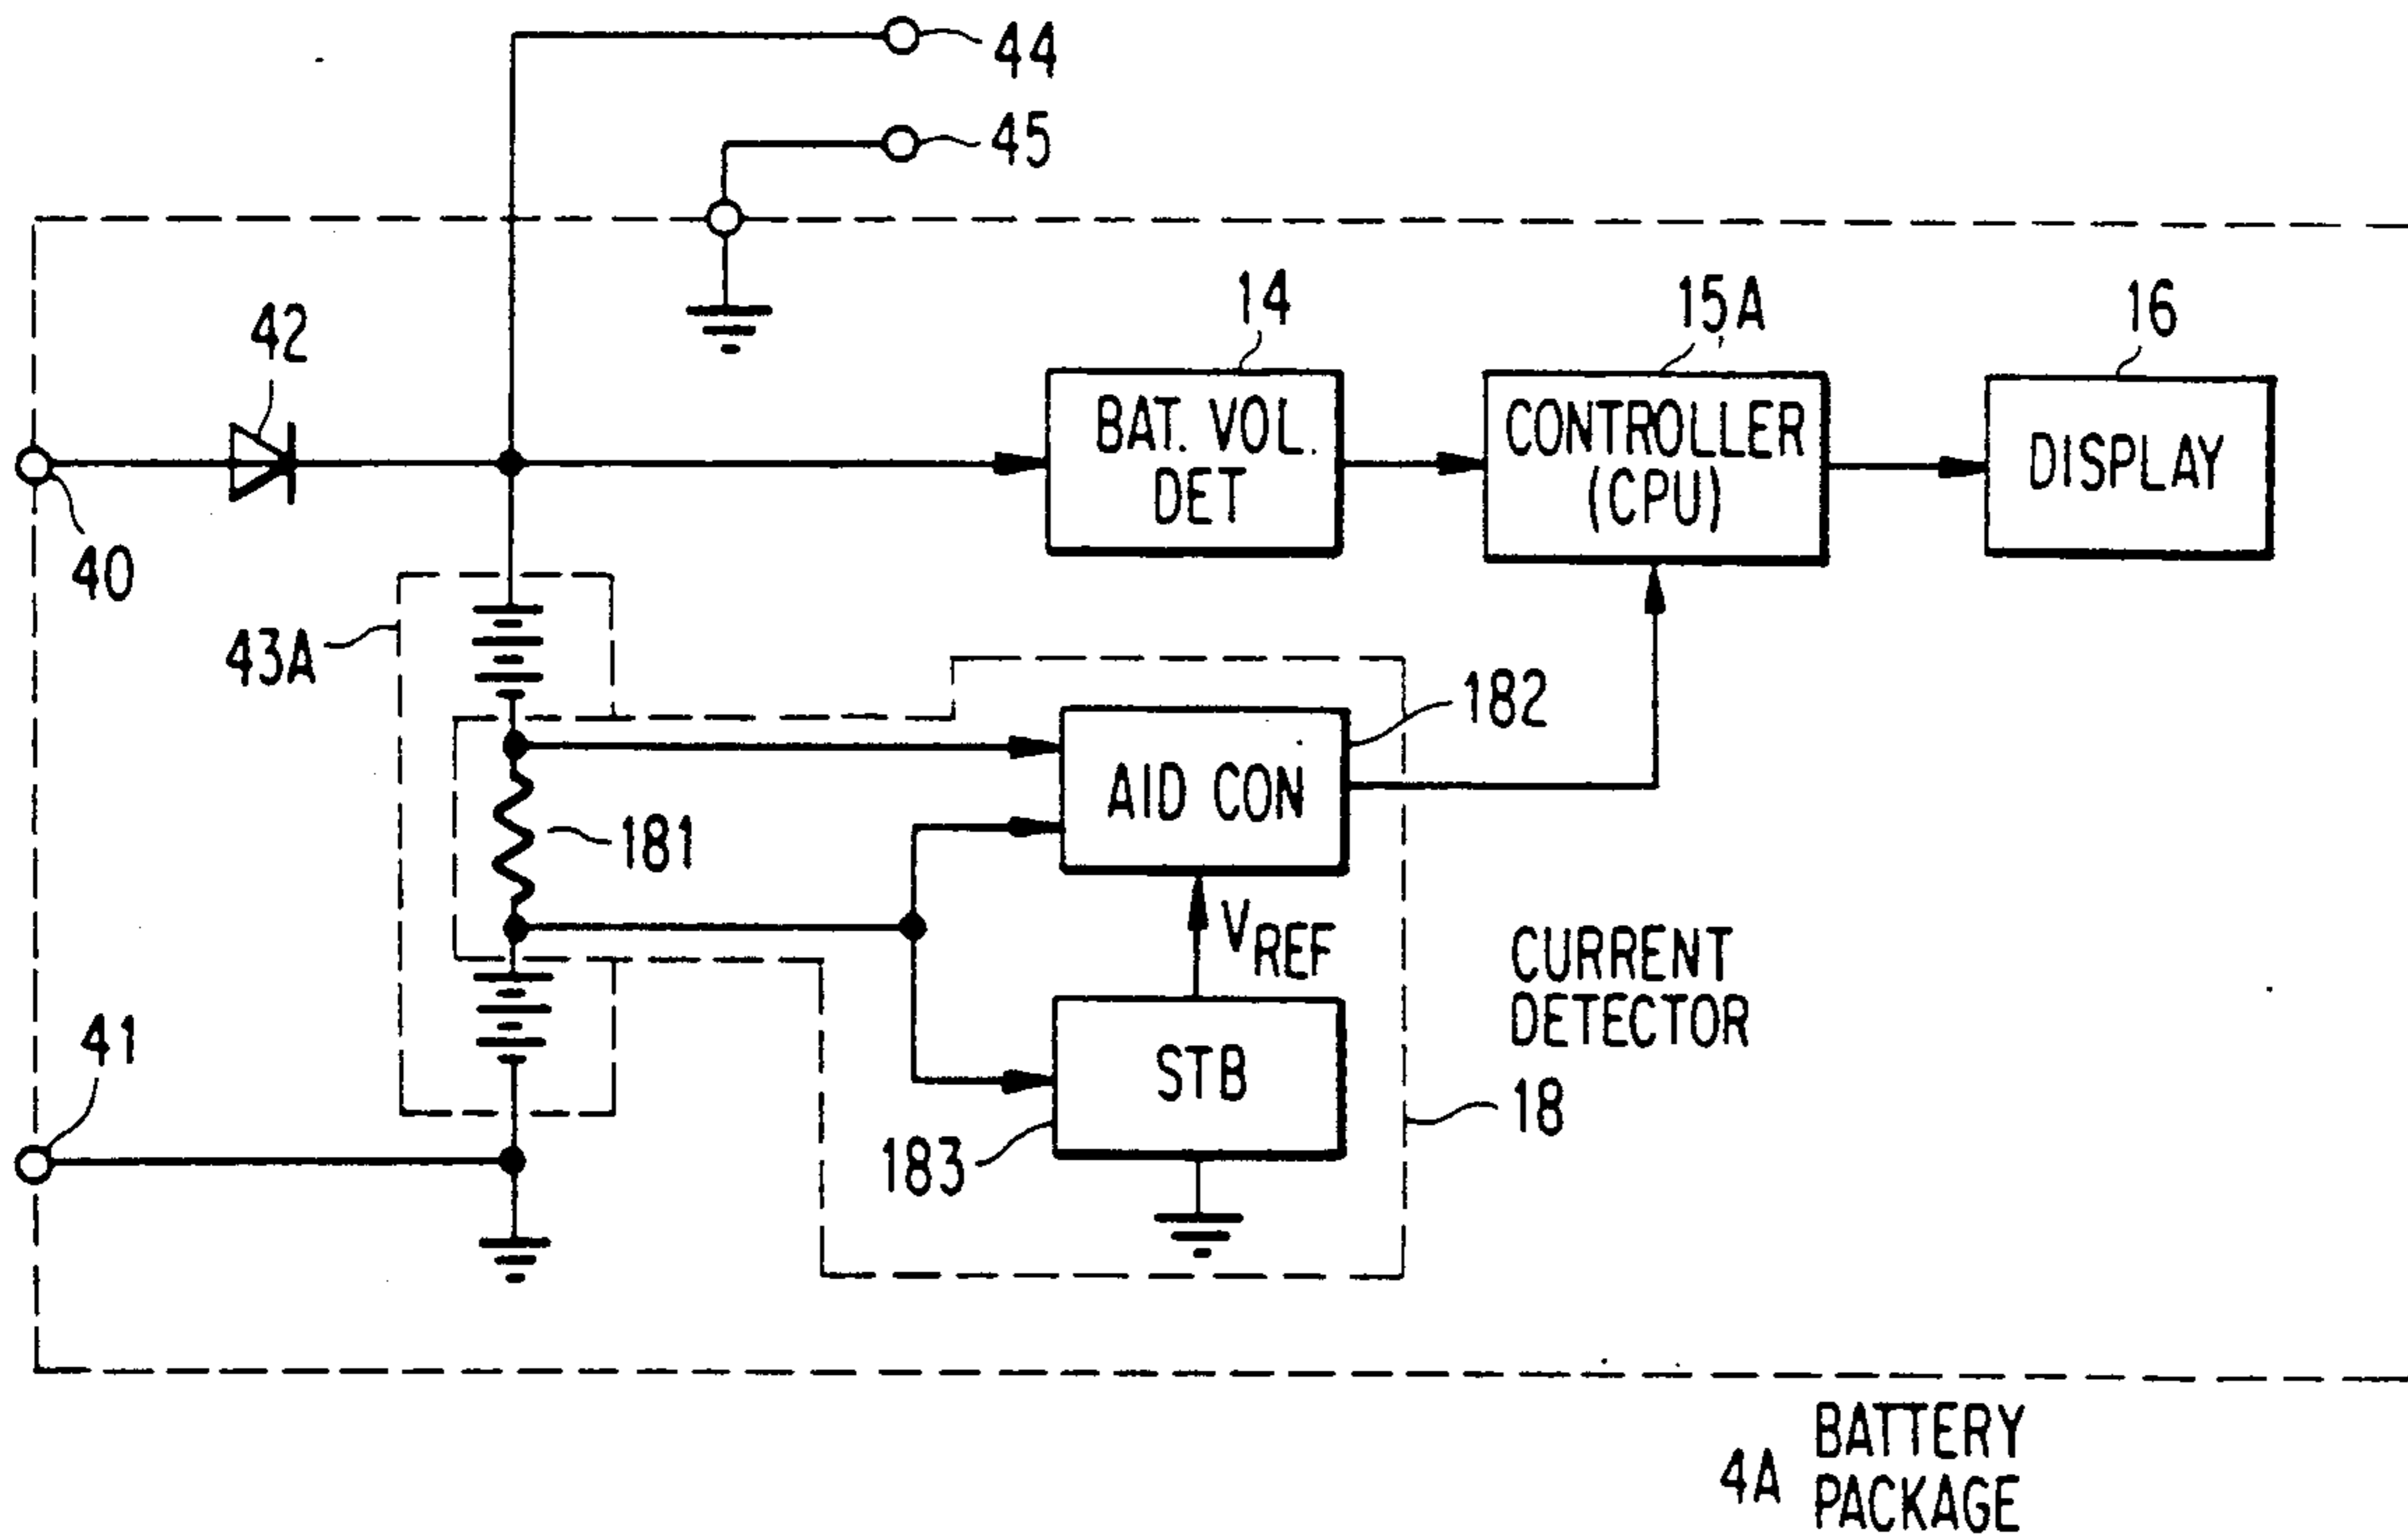 44
45
14
15A
16
42
BAT. VOL.
DET
CONTROLLER
(CPU)
DISPLAY
40
43A
182
AID CON
181
VREF
CURRENT
DETECTOR
41
STB
18
183
4A
BATTERY
PACKAGE